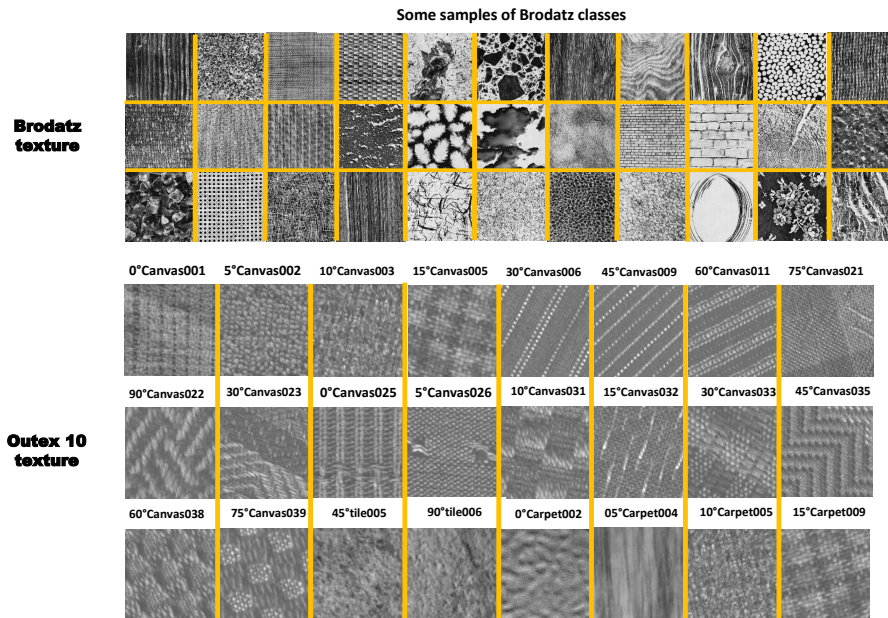 Some samples of Brodatz classes
Brodatz
texture
0°Canvas001 5°Canvas002 10°Canvas003 15°Canvas005 30°Canvas006 45°Canvas009 60°Canvas011 75°Canvas021
90°Canvas022 30°Canvas023 0°Canvas025 5°Canvas026 10°Canvas031 15°Canvas032 30°Canvas033 45°Canvas035
Outex 10
texture
60°Canvas038 75°Canvas039 45°tile005 90°tile006 0°Carpet002 05°Carpet004 10°Carpet005 15°Carpet009